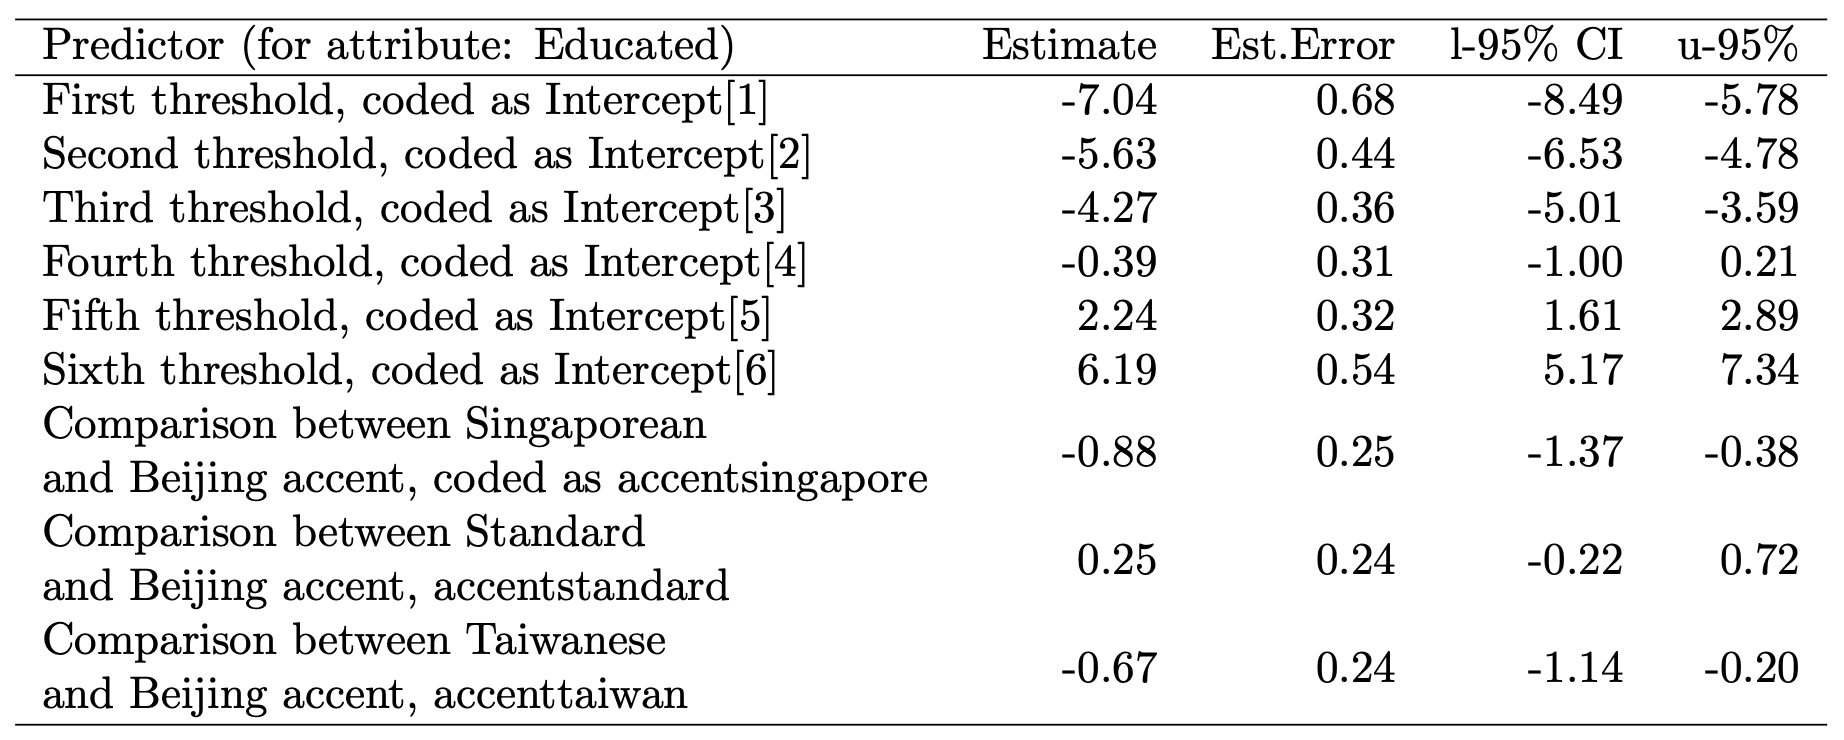 Predictor (for attribute: Educated) Estimate Est.Error l-95% CI u-95%
First threshold, coded as Intercept[1] -7.04 0.68 -8.49 -5.78
Second threshold, coded as Intercept[2] -5.63 0.44 -6.53 -4.78
Third threshold, coded as Intercept[3] -4.27 0.36 -5.01 -3.59
Fourth threshold, coded as Intercept[4] -0.39 0.31 -1.00 0.21
Fifth threshold, coded as Intercept[5] 2.24 0.32 1.61 2.89
Sixth threshold, coded as Intercept[6] 6.19 0.54 5.17 7.34
Comparison between Singaporean
and Beijing accent, coded as accentsingapore
-0.88 0.25 -1.37 -0.38
Comparison between Standard
and Beijing accent, accentstandard
0.25 0.24 -0.22 0.72
Comparison between Taiwanese
and Beijing accent, accenttaiwan
-0.67 0.24 -1.14 -0.20